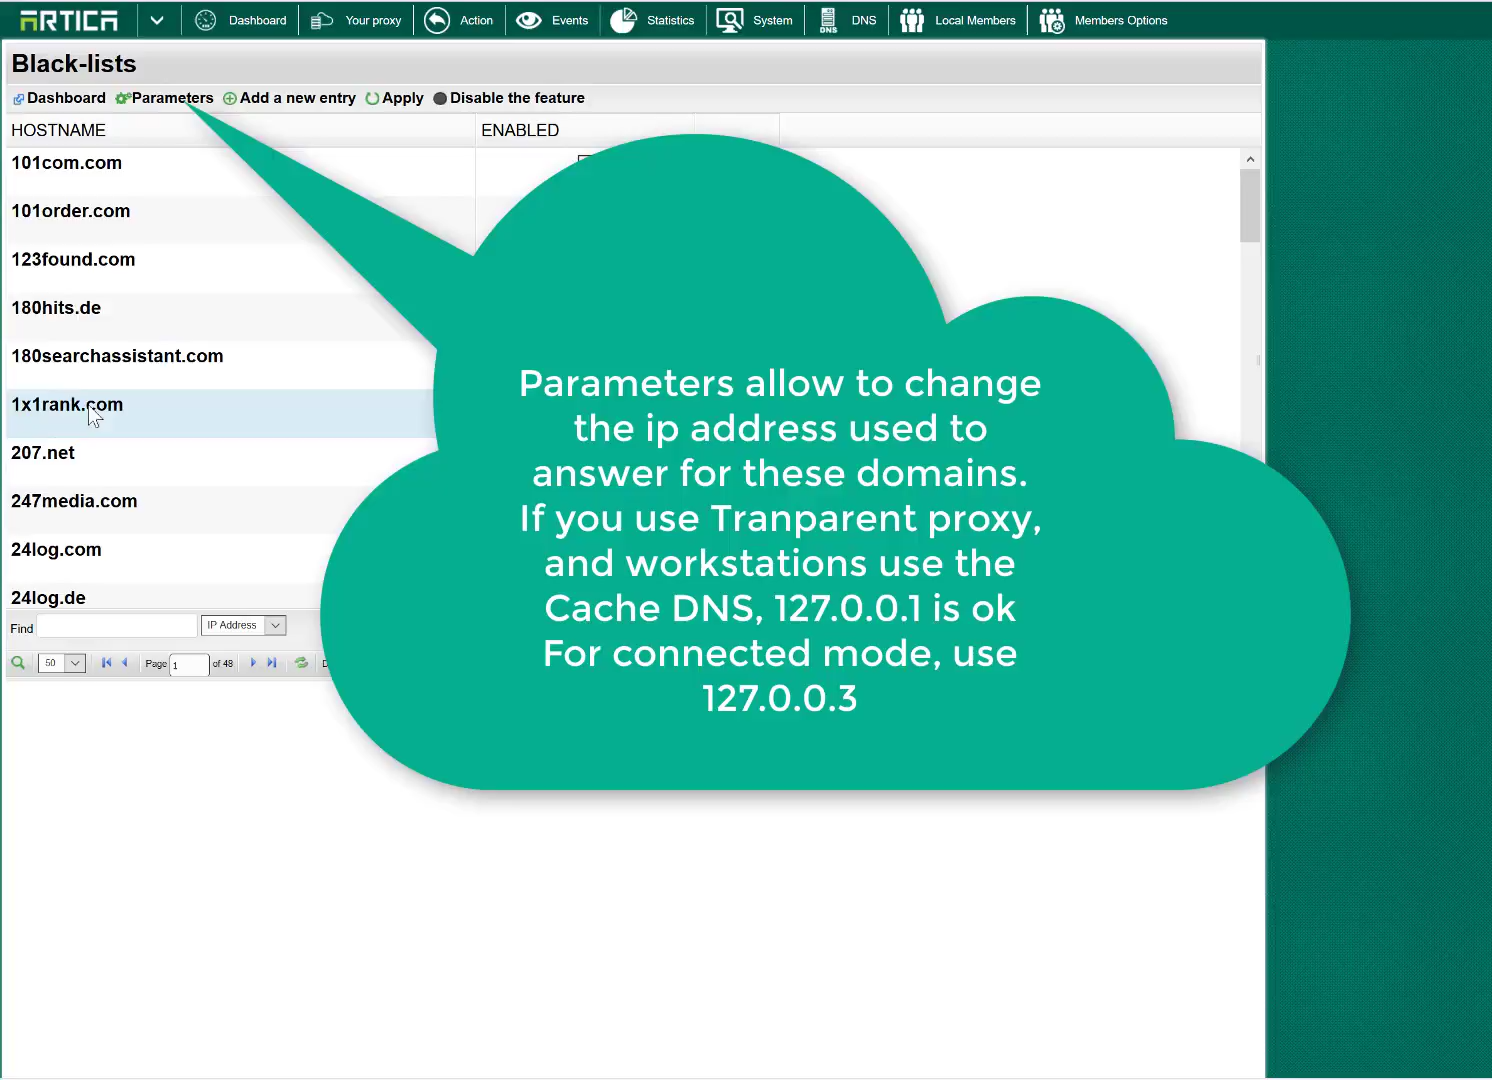 ARTICA Dashboard Your proxy Action Events Statistics System DNS DNS Local Members Members Options
Black-lists
Dashboard Parameters Add a new entry Apply Disable the feature
HOSTNAME ENABLED
101com.com
101order.com
123found.com
180hits.de
180searchassistant.com
1x1rank.com
207.net
247media.com
24log.com
24log.de
Find IP Address
50 Page 1 of 48
Parameters allow to change
the ip address used to
answer for these domains.
If you use Tranparent proxy,
and workstations use the
Cache DNS, 127.0.0.1 is ok
For connected mode, use
127.0.0.3